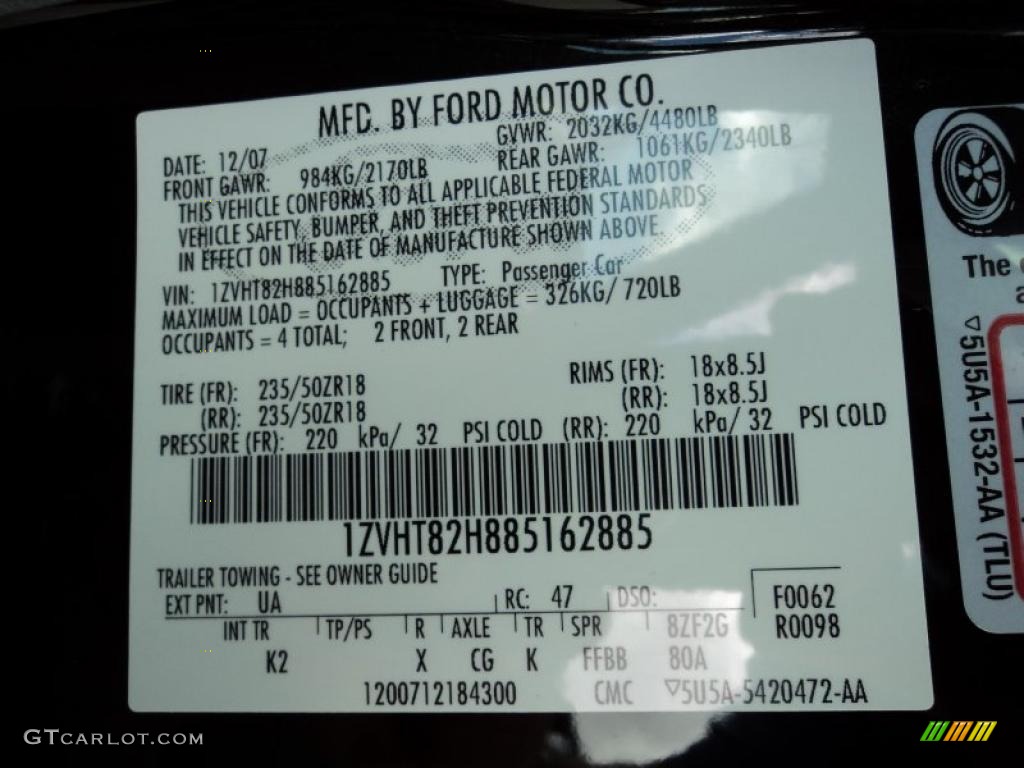 MFD. BY FORD MOTOR CO.
DATE: 12/07 GVWR: 2032KG/4480LB
FRONT GAWR: 984KG/2170LB REAR GAWR: 1061KG/2340LB
THIS VEHICLE CONFORMS TO ALL APPLICABLE FEDERAL MOTOR
VEHICLE SAFETY, BUMPER, AND THEFT PREVENTION STANDARDS
IN EFFECT ON THE DATE OF MANUFACTURE SHOWN ABOVE.
VIN: 1ZVHT82H885162885 TYPE: Passenger Car
MAXIMUM LOAD = OCCUPANTS + LUGGAGE = 326KG/ 720LB
OCCUPANTS = 4 TOTAL; 2 FRONT, 2 REAR
TIRE (FR): 235/50ZR18 RIMS (FR): 18x8.5J
(RR): 235/50ZR18 (RR): 18x8.5J
PRESSURE (FR): 220 kPa/ 32 PSI COLD (RR): 220 kPa/ 32 PSI COLD
1ZVHT82H885162885
TRAILER TOWING - SEE OWNER GUIDE
EXT PNT: UA RC: 47 DSO: F0062
INT TR TP/PS R AXLE TR SPR 8ZF2G R0098
K2 X CG K FFBB 80A
1200712184300 CMC ▽5U5A-5420472-AA
The
▽5U5A-1532-AA (TLU)
GTCARLOT.COM